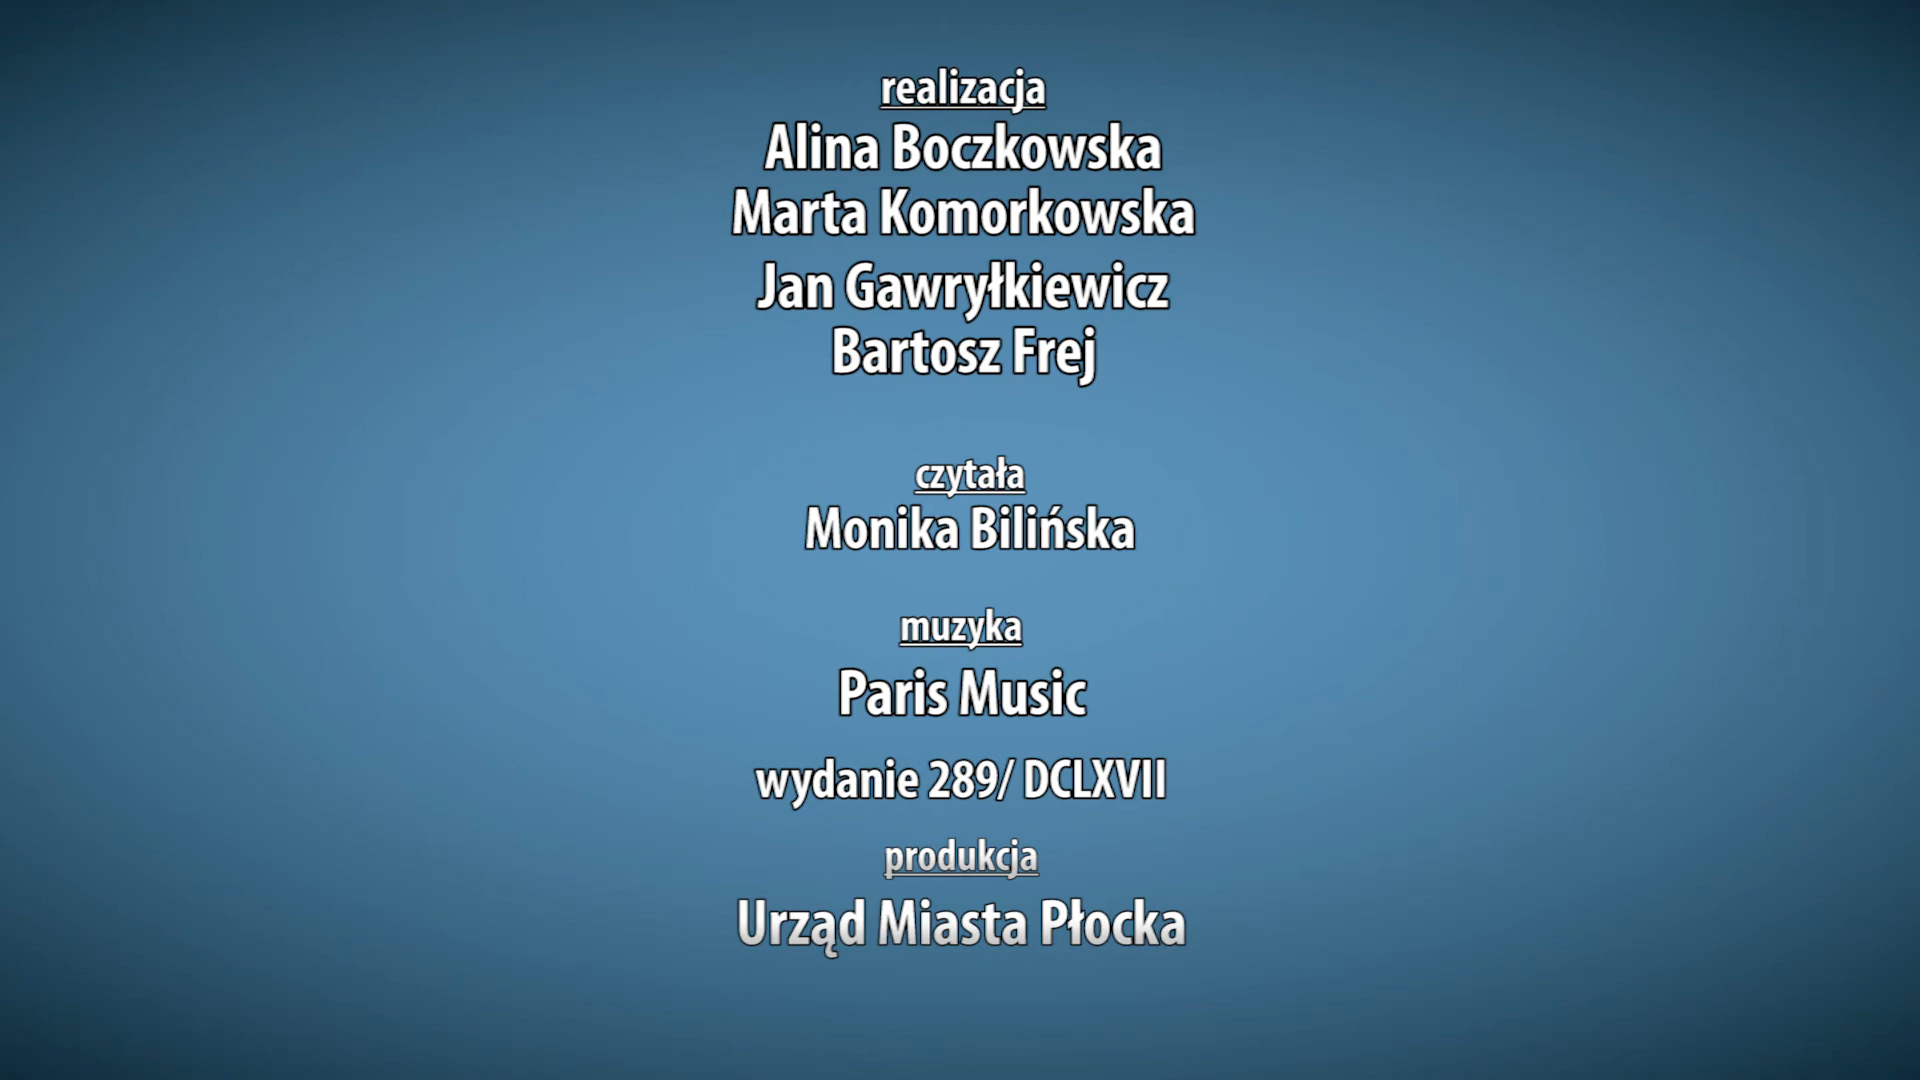 realizacja
Alina Boczkowska
Marta Komorkowska
Jan Gawryłkiewicz
Bartosz Frej
czytała
Monika Bilińska
muzyka
Paris Music
wydanie 289/ DCLXVII
produkcja
Urząd Miasta Płocka